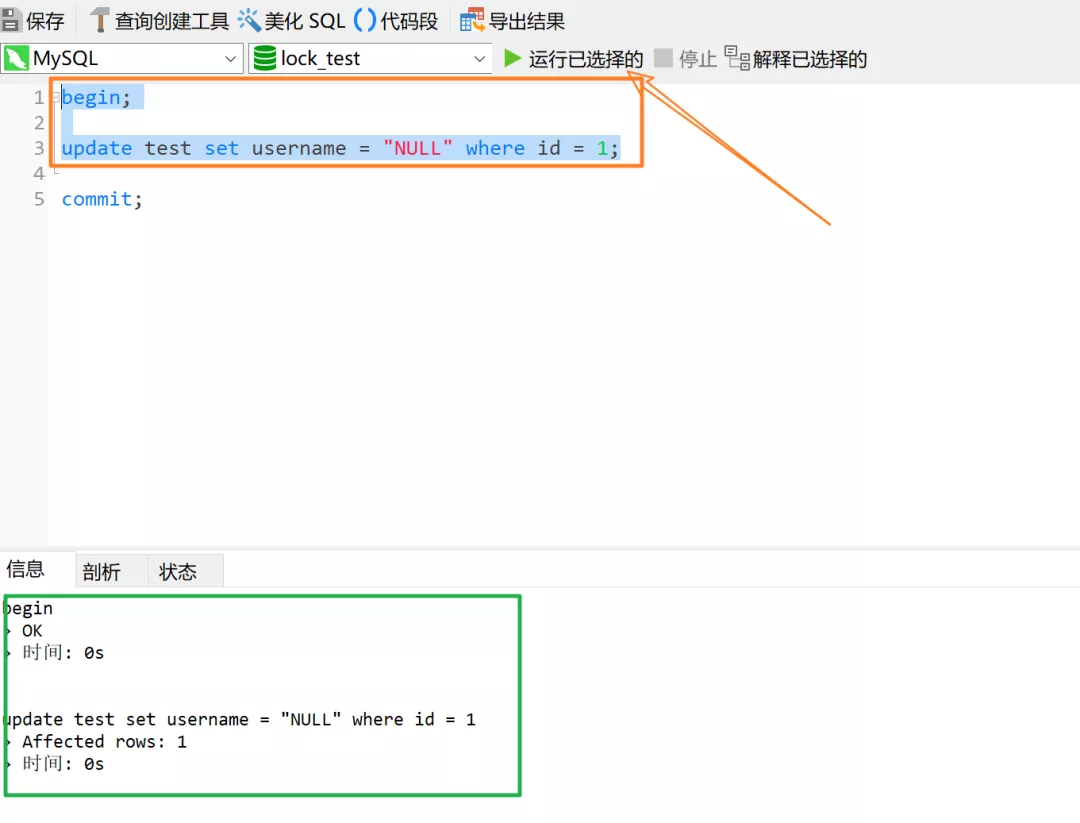 保存 查询创建工具 美化 SQL () 代码段 导出结果
MySQL lock_test 运行已选择的 停止 解释已选择的
1 begin;
2
3 update test set username = "NULL" where id = 1;
4
5 commit;
信息 剖析 状态
begin
> OK
> 时间: 0s
update test set username = "NULL" where id = 1
> Affected rows: 1
> 时间: 0s